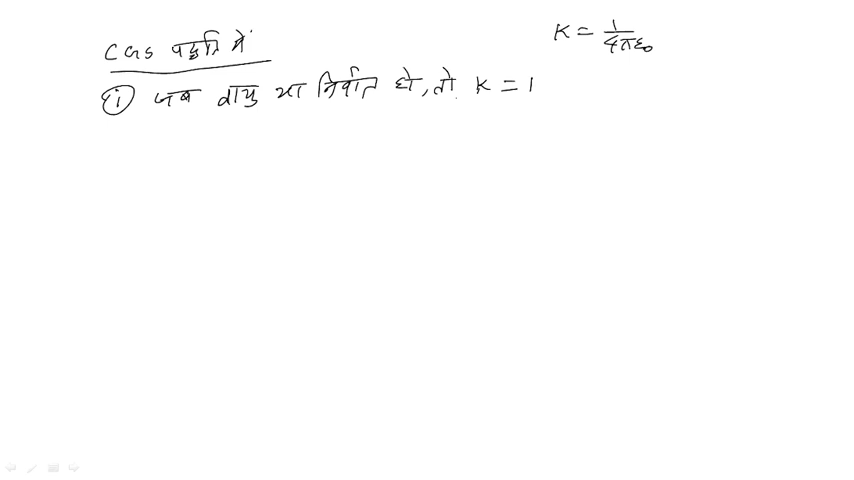 CGS पद्धति में
K = 1/4πε₀
(i) जब वायु या निर्वात हो, तो K = 1